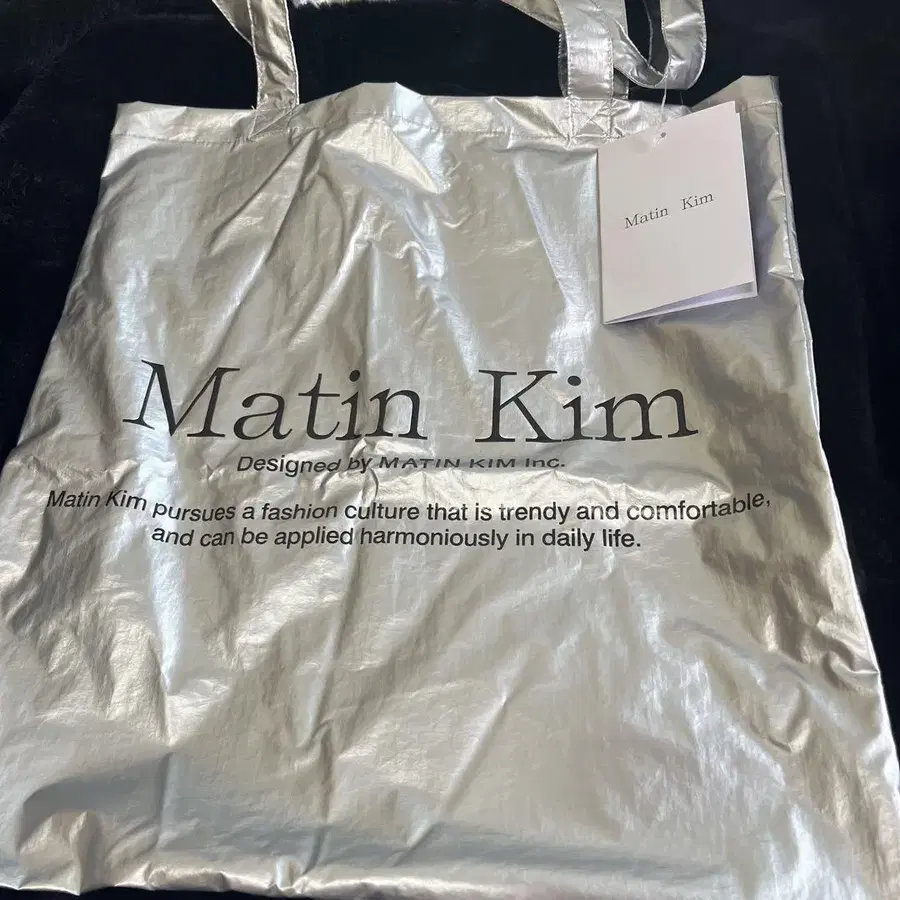 Matin Kim
Matin Kim
Designed by MATIN KIM Inc.
Matin Kim pursues a fashion culture that is trendy and comfortable,
and can be applied harmoniously in daily life.